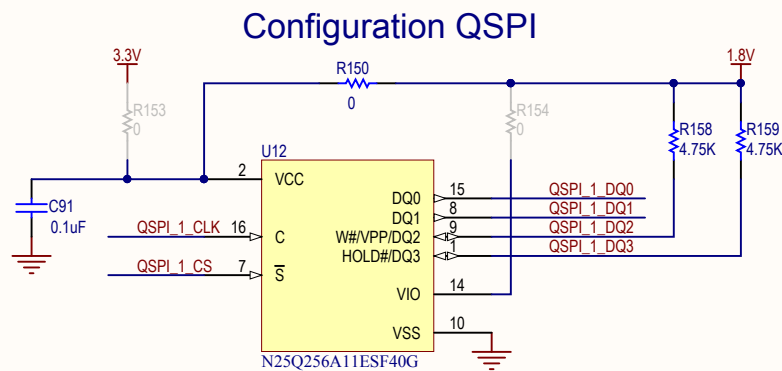 Configuration QSPI
3.3V
1.8V
R150
0
R153
0
R154
0
R158
4.75K
R159
4.75K
U12
2
VCC
C91
0.1uF
QSPI_1_CLK
16
C
QSPI_1_CS
7
S
DQ0
15
QSPI_1_DQ0
DQ1
8
QSPI_1_DQ1
W#/VPP/DQ2
9
QSPI_1_DQ2
HOLD#/DQ3
1
QSPI_1_DQ3
VIO
14
VSS
10
N25Q256A11ESF40G